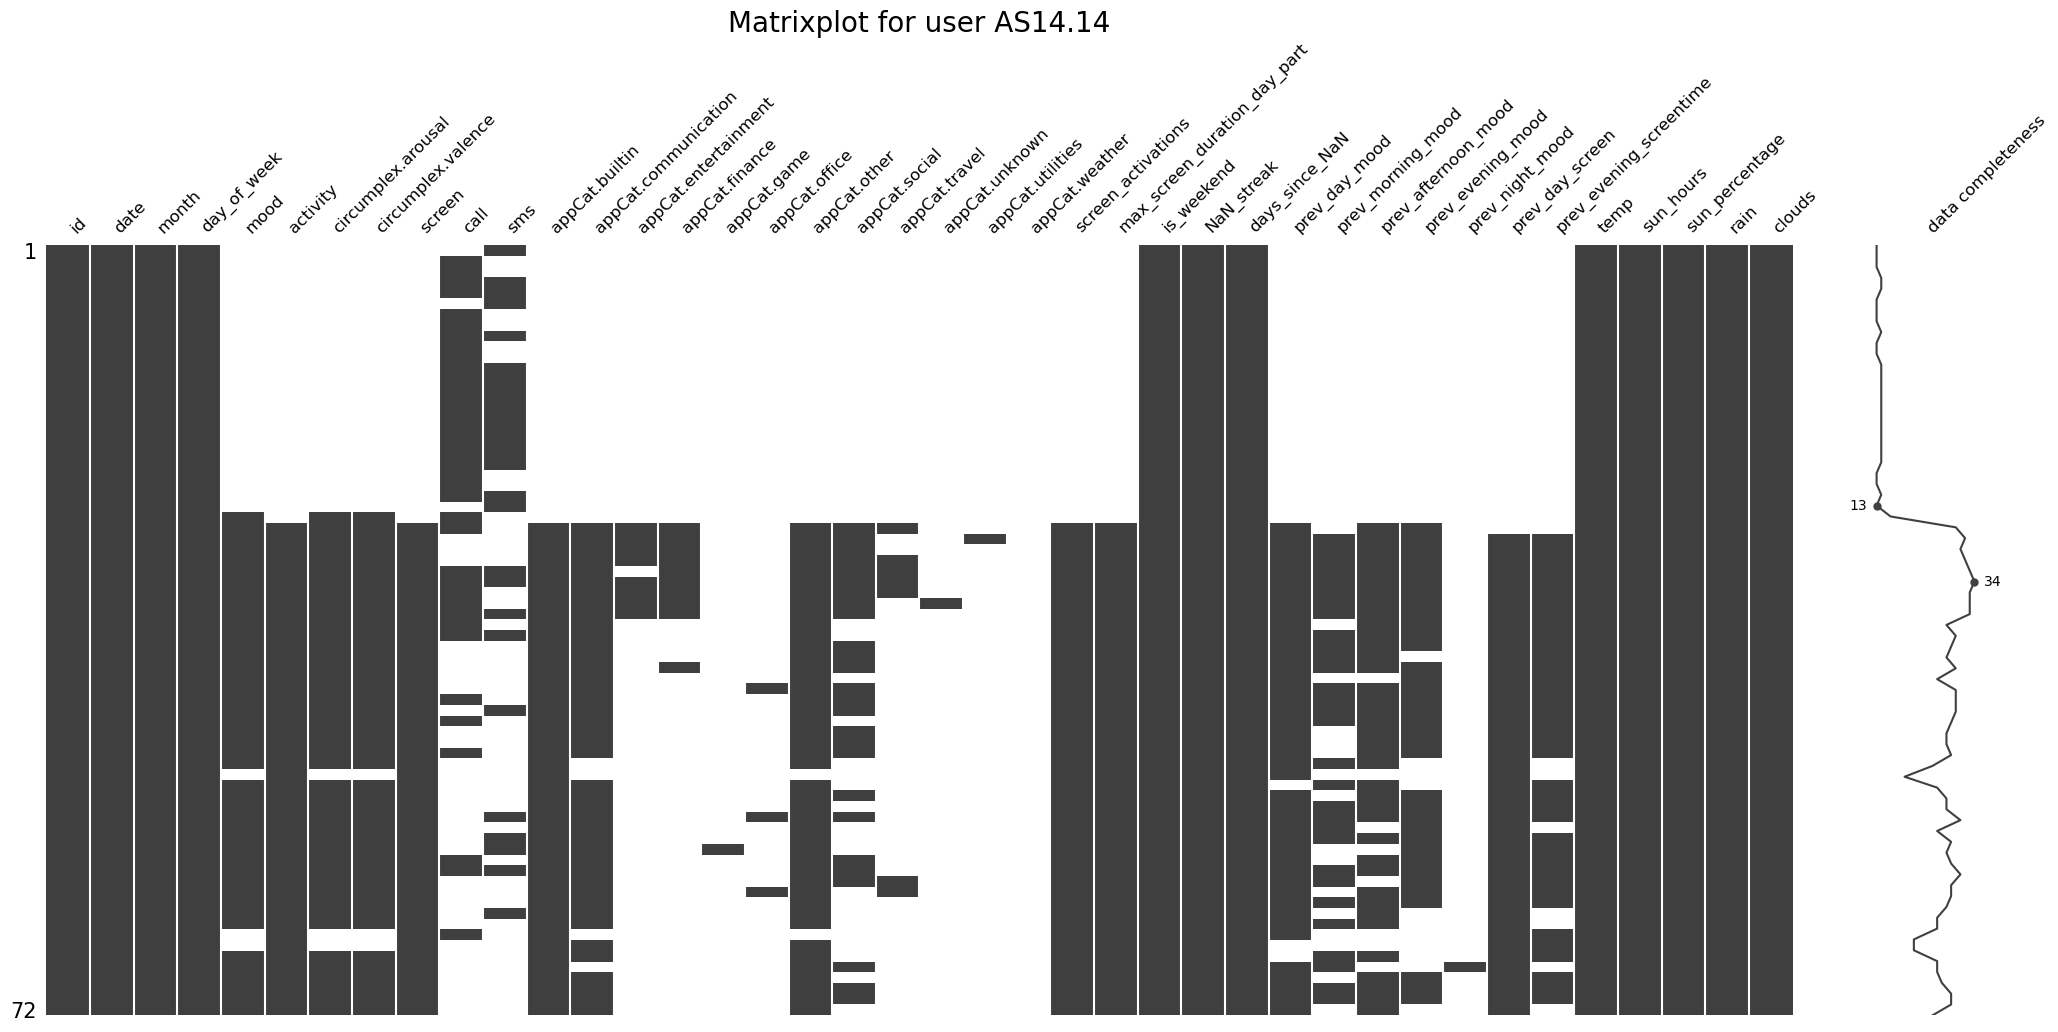 Matrixplot for user AS14.14
id
date
month
day_of_week
mood
activity
circumplex.arousal
circumplex.valence
screen
call
sms
appCat.builtin
appCat.communication
appCat.entertainment
appCat.finance
appCat.game
appCat.office
appCat.other
appCat.social
appCat.travel
appCat.unknown
appCat.utilities
appCat.weather
screen_activations
max_screen_duration_day_part
is_weekend
NaN_streak
days_since_NaN
prev_day_mood
prev_morning_mood
prev_afternoon_mood
prev_evening_mood
prev_night_mood
prev_day_screen
prev_evening_screentime
temp
sun_hours
sun_percentage
rain
clouds
data completeness
1
13
34
72